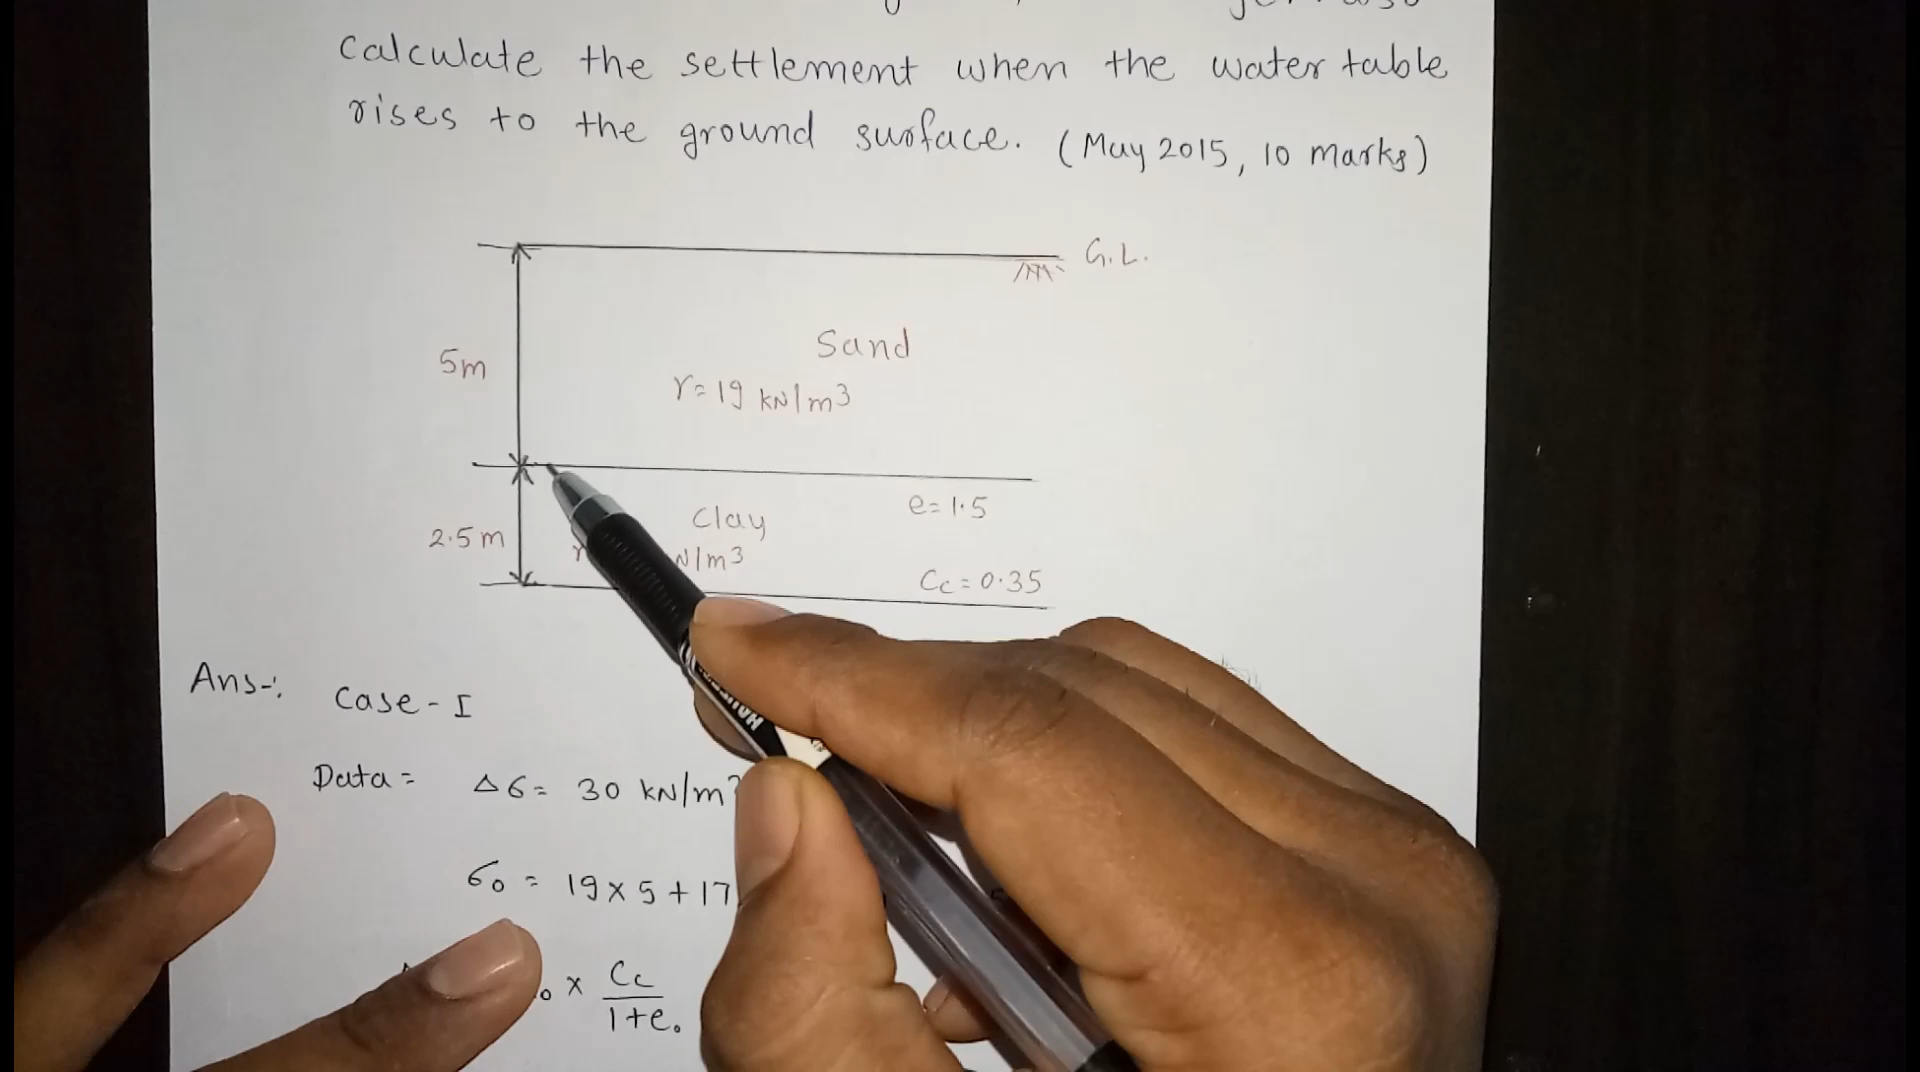 calculate the settlement when the water table
rises to the ground surface. (May 2015, 10 marks)
G.L.
Sand
5m
γ=19 kN/m3
Clay
e=1.5
2.5m
N/m3
Cc=0.35
Ans-:
Case-I
Data=
Δσ= 30 kN/m
σ0 = 19×5+17
× Cc
1+e0